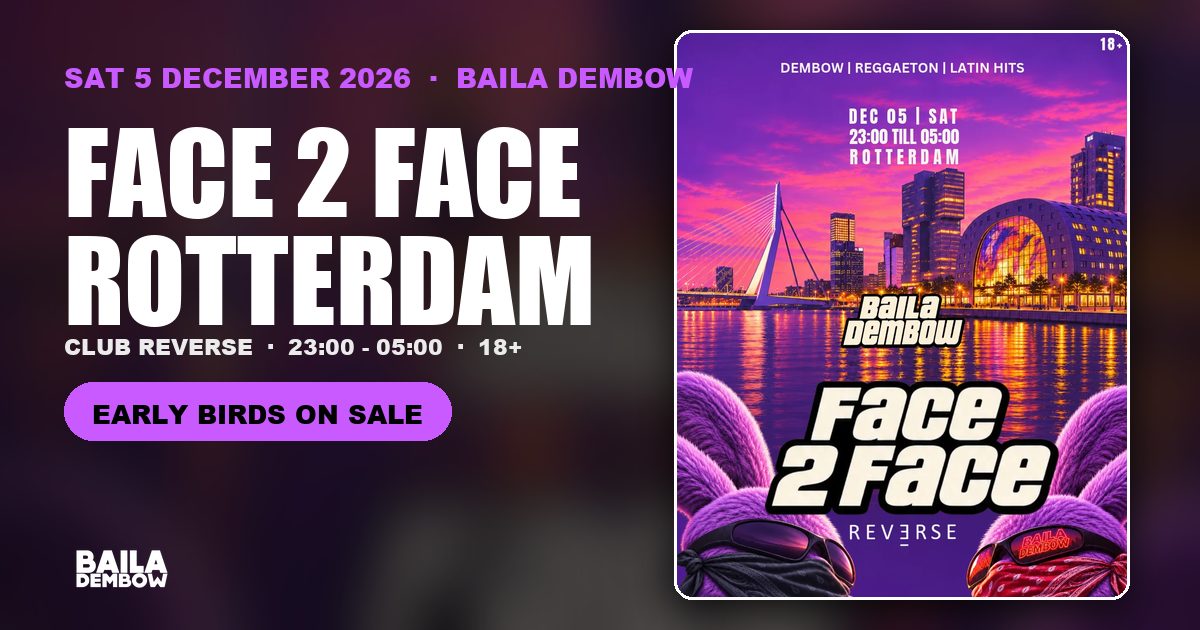 SAT 5 DECEMBER 2026 · BAILA DEMBOW
FACE 2 FACE
ROTTERDAM
CLUB REVERSE · 23:00 - 05:00 · 18+
EARLY BIRDS ON SALE
BAILA
DEMBOW
18+
DEMBOW | REGGAETON | LATIN HITS
DEC 05 | SAT
23:00 TILL 05:00
ROTTERDAM
BAILA
DEMBOW
Face
2 Face
REVERSE
BAILA
DEMBOW